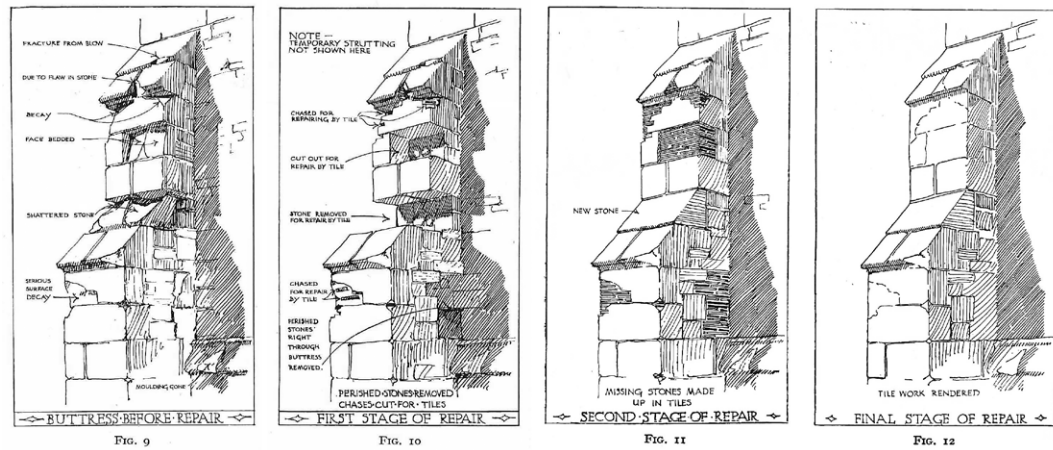 FRACTURE FROM BLOW
DUE TO FLAW IN STONE
DECAY
FACE BEDDED
SHATTERED STONE
SERIOUS
SURFACE
DECAY
MOULDING GONE
BUTTRESS·BEFORE·REPAIR
FIG. 9
NOTE —
TEMPORARY STRUTTING
NOT SHOWN HERE
CHASED FOR
REPAIRING BY TILE
CUT OUT FOR
REPAIR BY TILE
STONE REMOVED
FOR REPAIR BY TILE
CHASED
FOR REPAIR
BY TILE
PERISHED
STONES
RIGHT
THROUGH
BUTTRESS
REMOVED.
PERISHED·STONES·REMOVED
CHASES·CUT·FOR·TILES
FIRST STAGE OF REPAIR
FIG. 10
NEW STONE
MISSING STONES MADE
UP IN TILES
SECOND·STAGE OF·REPAIR
FIG. 11
TILE WORK RENDERED
FINAL STAGE OF REPAIR
FIG. 12